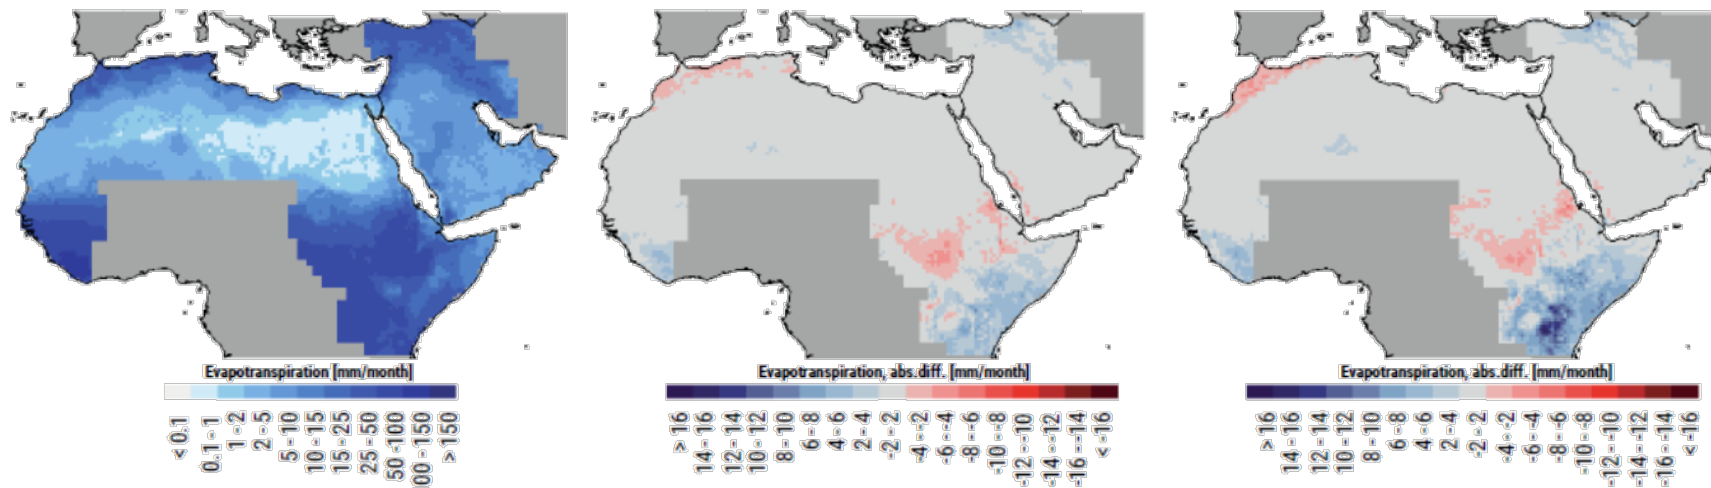 Evapotranspiration [mm/month]
< 0.1
0.1 - 1
1 - 2
2 - 5
5 - 10
10 - 15
15 - 25
25 - 50
50 -100
00 - 150
> 150
Evapotranspiration, abs.diff. [mm/month]
> 16
14 - 16
12 - 14
10 - 12
8 - 10
6 - 8
4 - 6
2 - 4
-2 - 2
-4 - -2
-6 - -4
-8 - -6
-10 - -8
-12 - -10
-14 - -12
-16 - -14
< -16
Evapotranspiration, abs.diff. [mm/month]
> 16
14 - 16
12 - 14
10 - 12
8 - 10
6 - 8
4 - 6
2 - 4
-2 - 2
-4 - -2
-6 - -4
-8 - -6
-10 - -8
-12 - -10
-14 - -12
-16 - -14
< -16